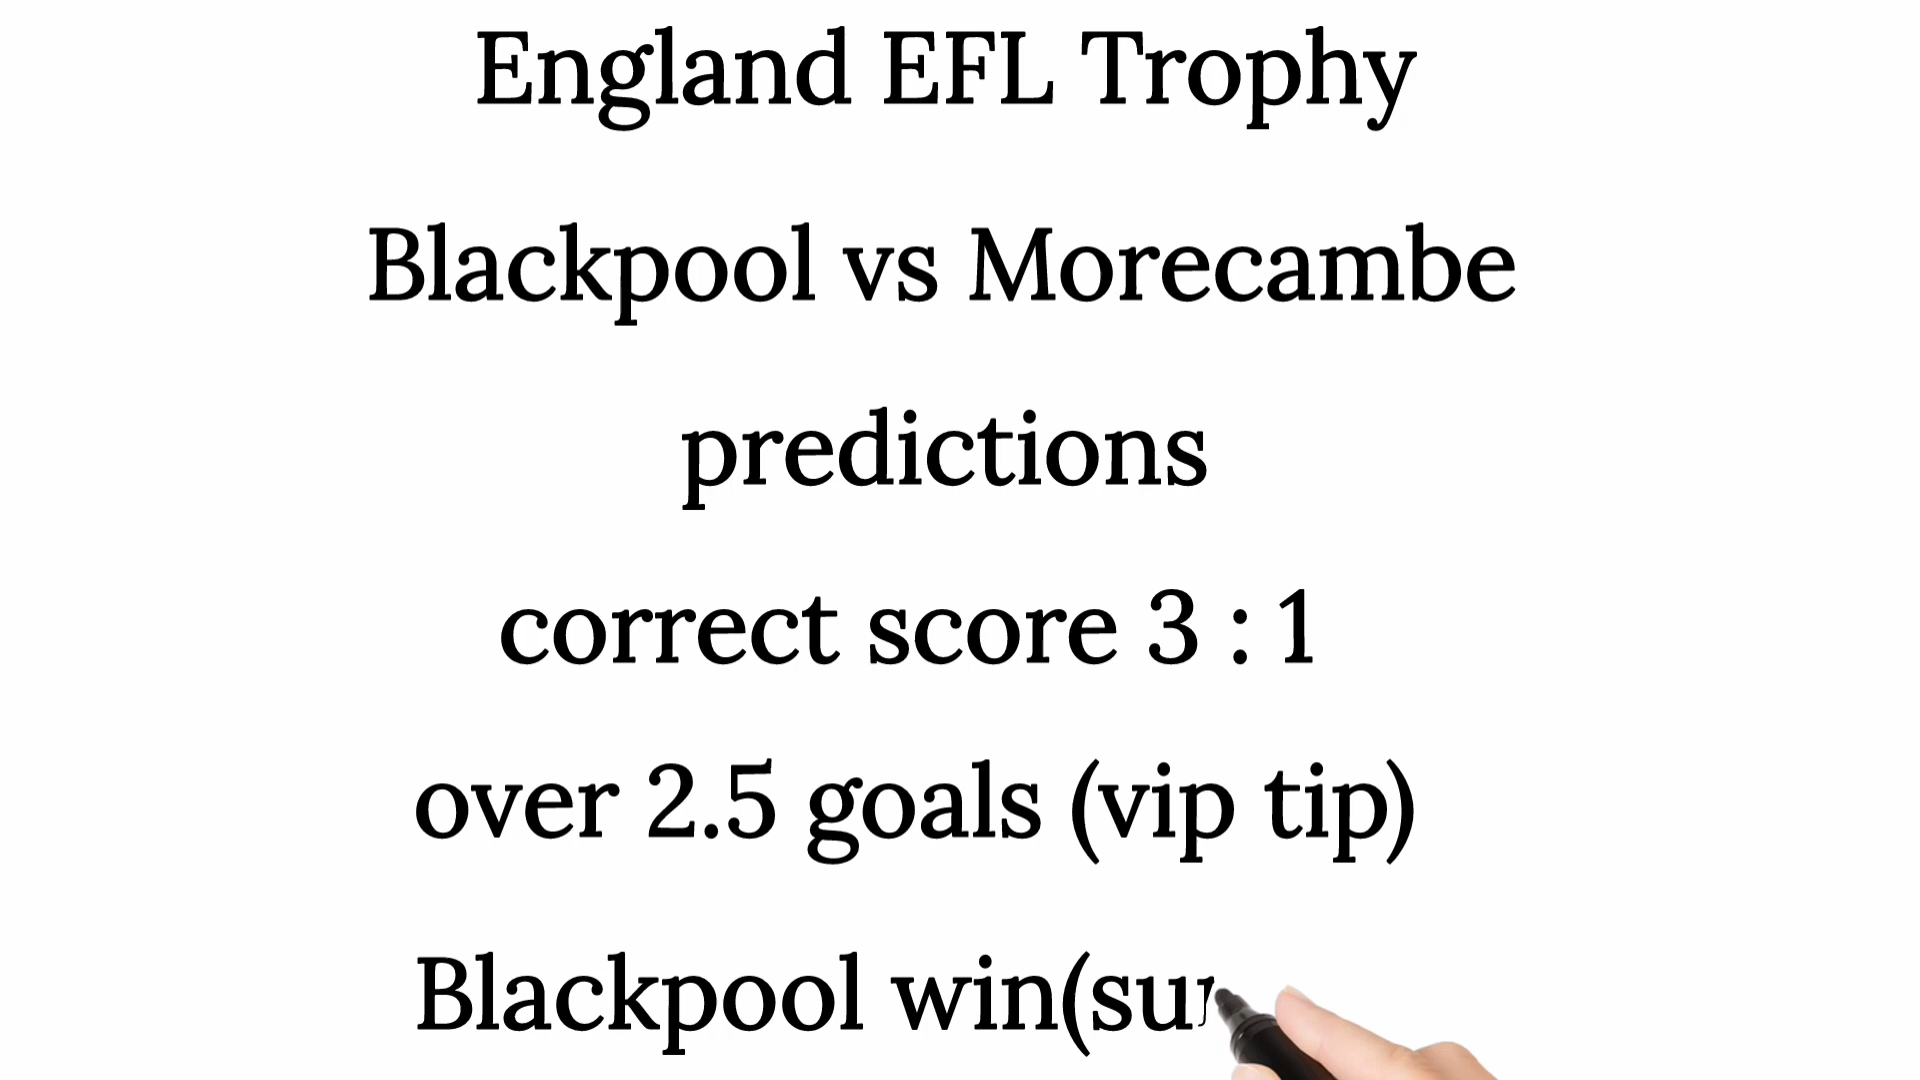 England EFL Trophy
Blackpool vs Morecambe
predictions
correct score 3 : 1
over 2.5 goals (vip tip)
Blackpool win(su